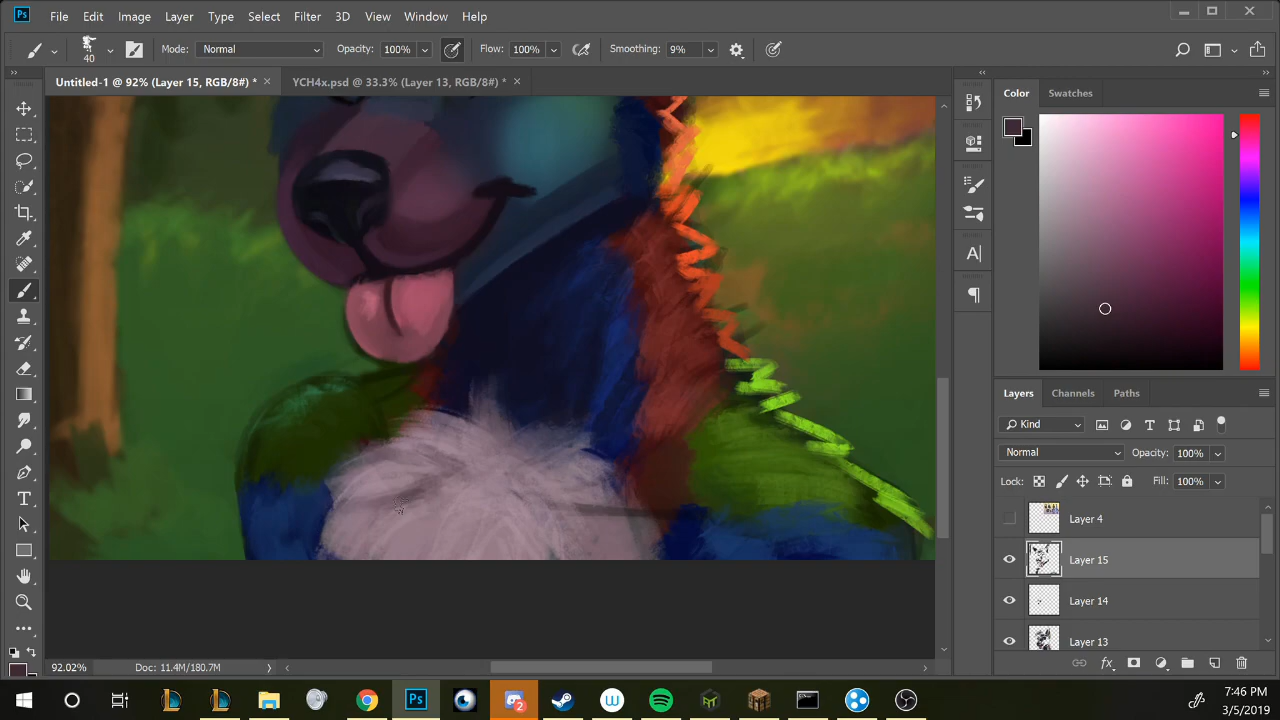 Ps File Edit Image Layer Type Select Filter 3D View Window Help
40 Mode: Normal Opacity: 100% Flow: 100% Smoothing: 9%
Untitled-1 @ 92% (Layer 15, RGB/8#) * × YCH4x.psd @ 33.3% (Layer 13, RGB/8#) * ×
Color Swatches
Layers Channels Paths
Kind
Normal Opacity: 100%
Lock: Fill: 100%
Layer 4
Layer 15
Layer 14
Layer 13
92.02% Doc: 11.4M/180.7M
fx
Ps 2
7:46 PM
3/5/2019